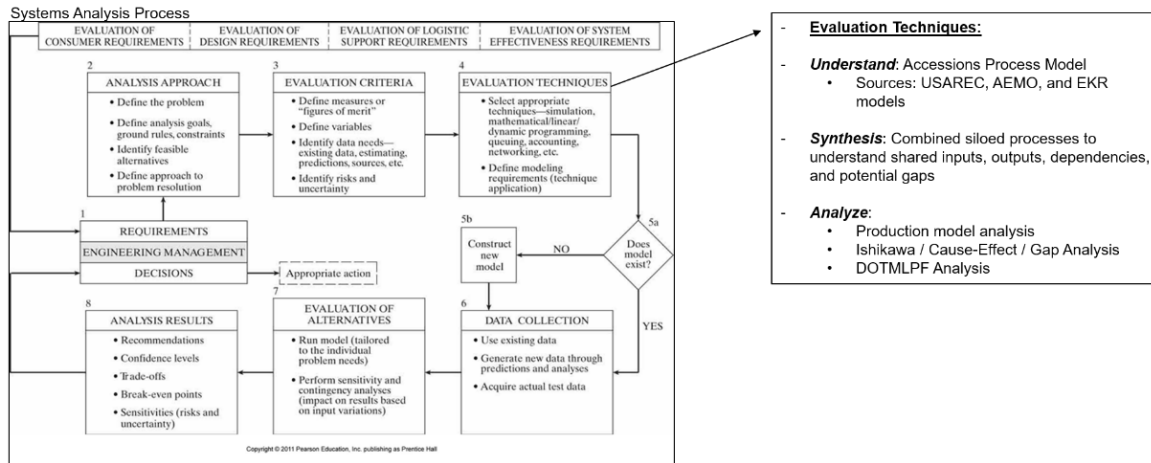 Systems Analysis Process
EVALUATION OF
CONSUMER REQUIREMENTS
EVALUATION OF
DESIGN REQUIREMENTS
EVALUATION OF LOGISTIC
SUPPORT REQUIREMENTS
EVALUATION OF SYSTEM
EFFECTIVENESS REQUIREMENTS
2
ANALYSIS APPROACH
• Define the problem
• Define analysis goals,
ground rules, constraints
• Identify feasible
alternatives
• Define approach to
problem resolution
3
EVALUATION CRITERIA
• Define measures or
"figures of merit"
• Define variables
• Identify data needs—
existing data, estimating,
predictions, sources, etc.
• Identify risks and
uncertainty
4
EVALUATION TECHNIQUES
• Select appropriate
techniques—simulation,
mathematical/linear/
dynamic programming,
queuing, accounting,
networking, etc.
• Define modeling
requirements (technique
application)
1
REQUIREMENTS
ENGINEERING MANAGEMENT
DECISIONS
Appropriate action
5b
Construct
new
model
NO
5a
Does
model
exist?
YES
8
ANALYSIS RESULTS
• Recommendations
• Confidence levels
• Trade-offs
• Break-even points
• Sensitivities (risks and
uncertainty)
7
EVALUATION OF
ALTERNATIVES
• Run model (tailored
to the individual
problem needs)
• Perform sensitivity and
contingency analyses
(impact on results based
on input variations)
6
DATA COLLECTION
• Use existing data
• Generate new data through
predictions and analyses
• Acquire actual test data
Copyright © 2011 Pearson Education, Inc. publishing as Prentice Hall
- Evaluation Techniques:
- Understand: Accessions Process Model
• Sources: USAREC, AEMO, and EKR
models
- Synthesis: Combined siloed processes to
understand shared inputs, outputs, dependencies,
and potential gaps
- Analyze:
• Production model analysis
• Ishikawa / Cause-Effect / Gap Analysis
• DOTMLPF Analysis